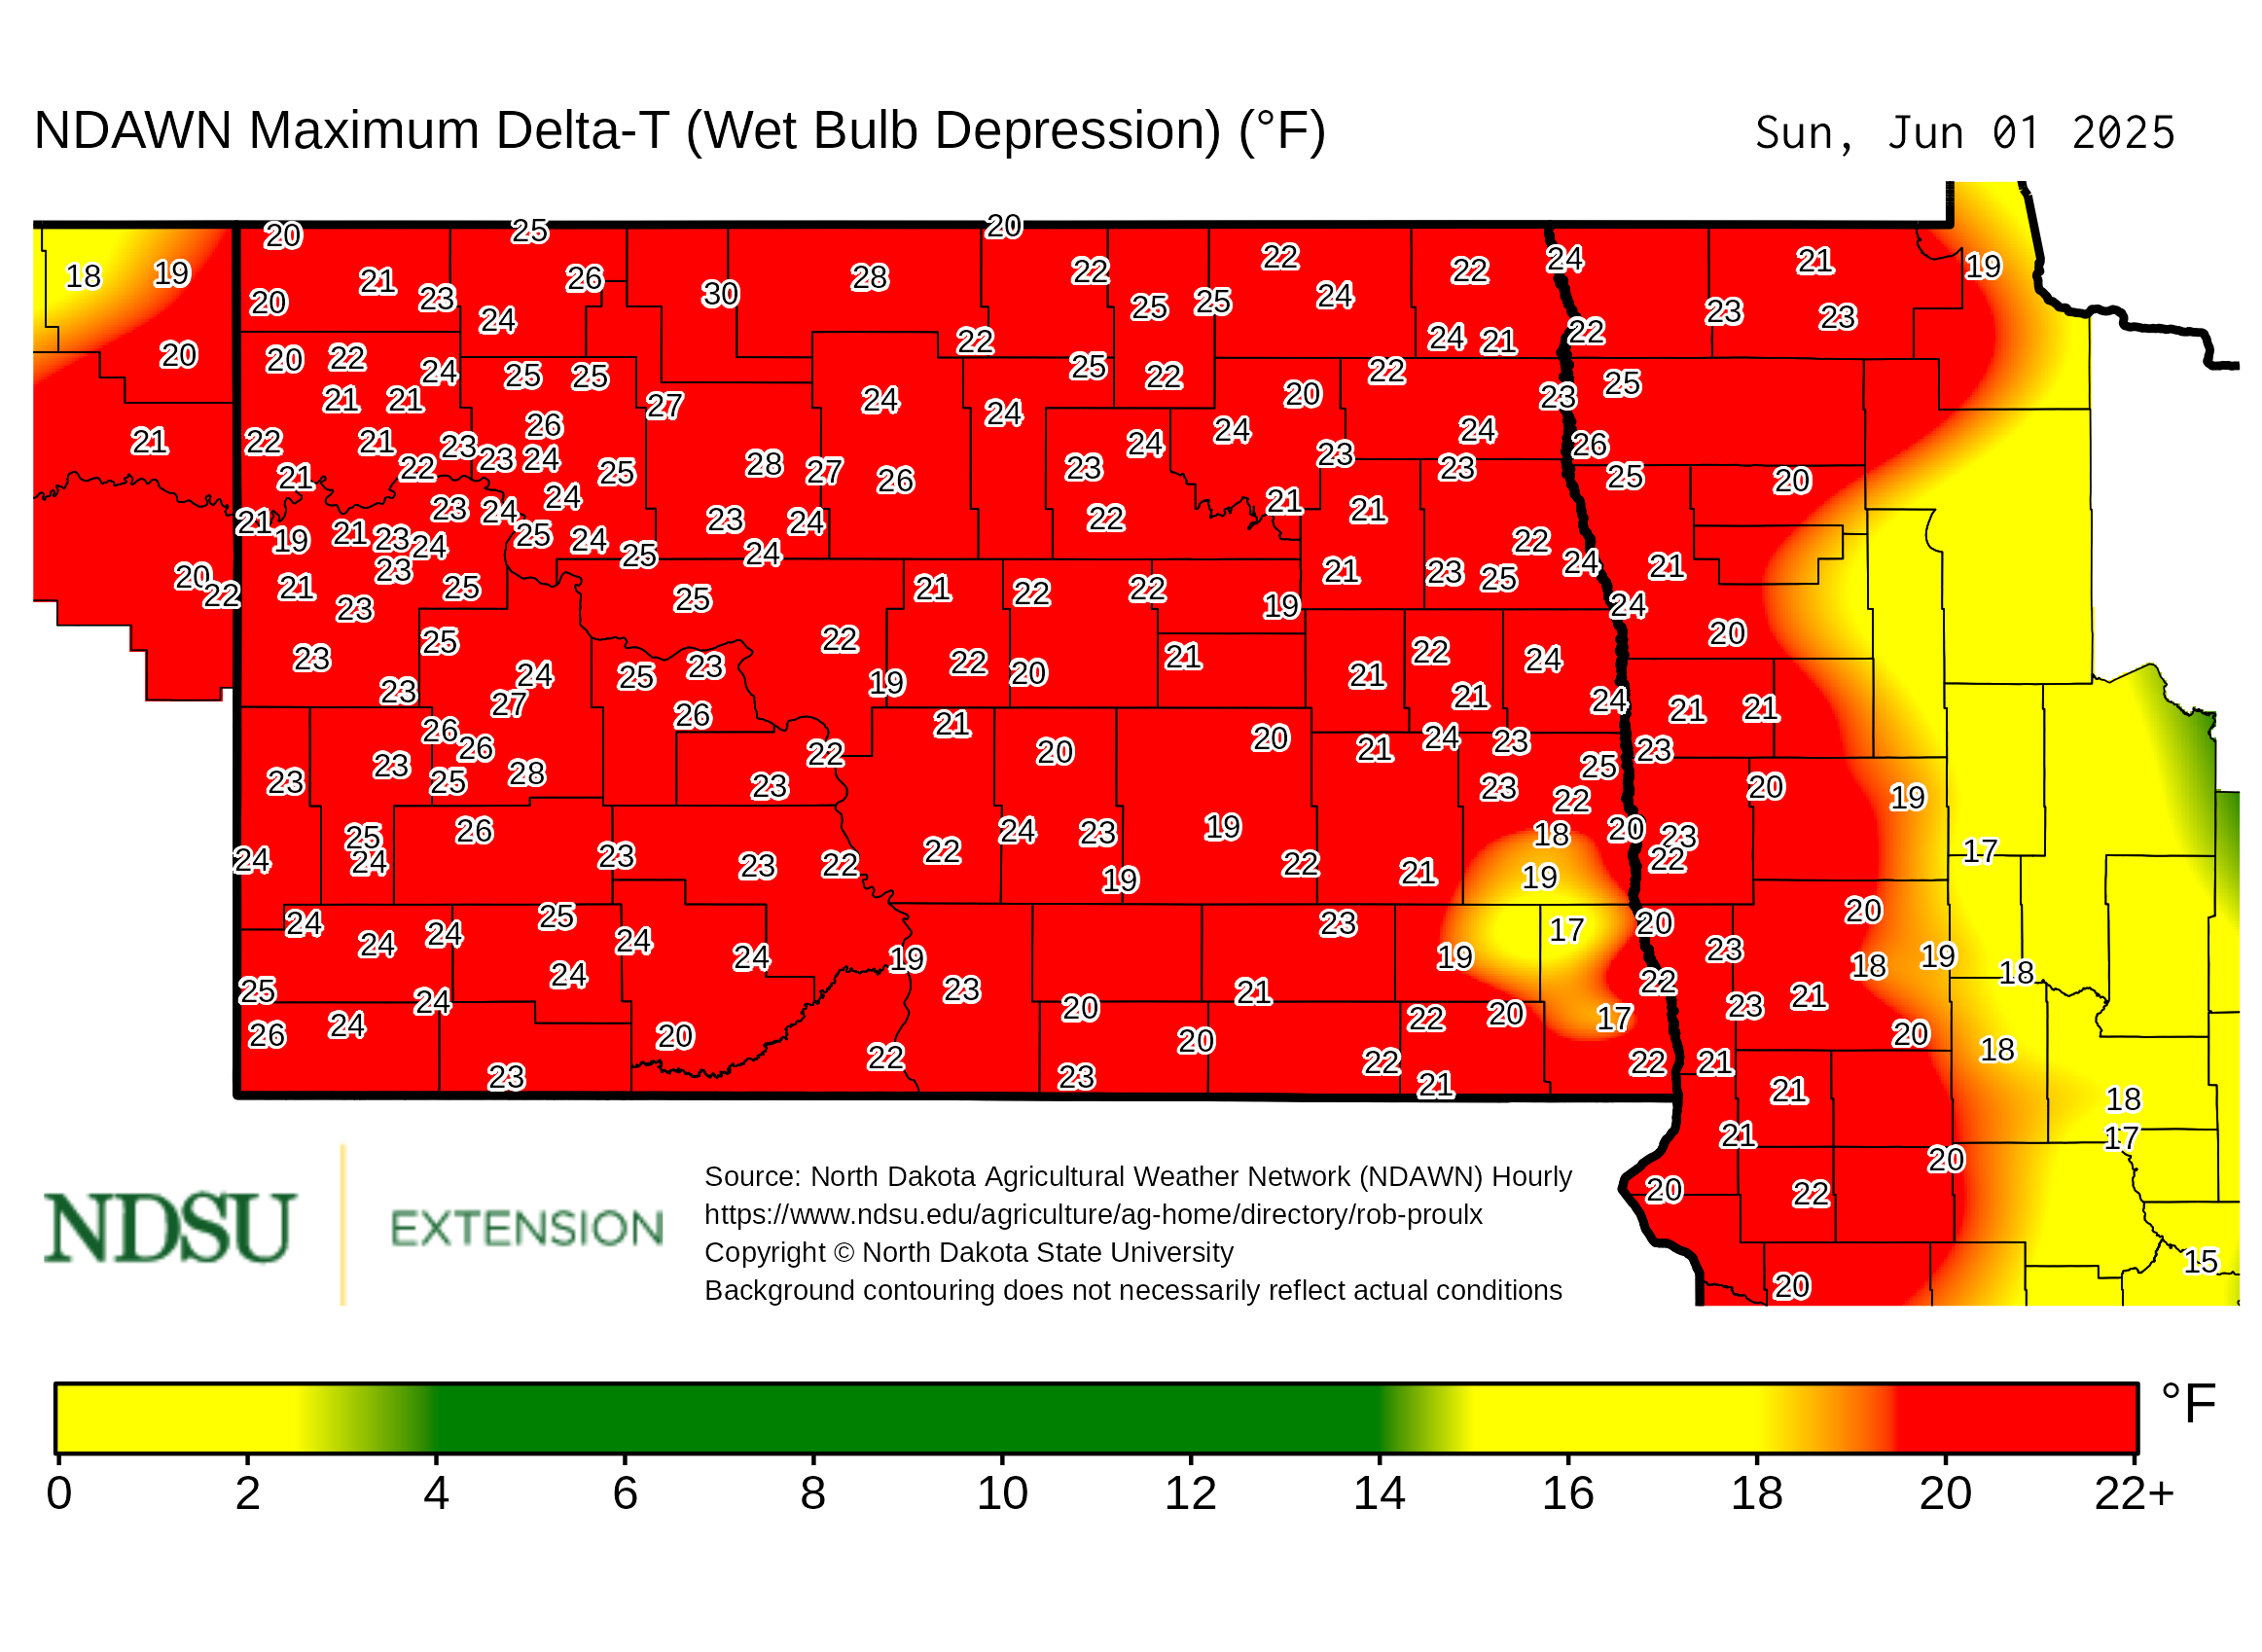 NDAWN Maximum Delta-T (Wet Bulb Depression) (°F) Sun, Jun 01 2025
20 25 20
22 24 21 19
18 19 21 23 26 30 28 22 22
20 24 25 25 24 23 23
20 20 22 24 25 25 22 24 21 22
21 21 27 24 25 22 22 23 25
21 22 21 26 24 20 24
21 22 23 23 24 25 28 27 26 23 24 24 23 23 26 25 20
21 19 21 23 24 23 24 24 23 24 22 21 21
23 24 25 24 25 24 22 24 21
20 22 21 23 25 25 21 22 22 19 21 23 25 24
23 25 24 25 23 22 22 20 21 22 24 20
23 27 26 19 21 21 24 21 21
26 26 22 21 20 20 21 24 23 23
23 23 25 28 23 25 23 22 20 19
24 25 24 26 23 23 22 22 24 23 19 22 21 18 20 23 22 17
19 19
24 24 24 25 24 24 19 23 17 20 20
25 24 24 23 21 19 22 23 18 19 18
26 24 20 22 20 20 22 20 17 23 21 20 18
23 23 22 21 22 21 21 18
21 17
20 22 20
20 15
NDSU EXTENSION
Source: North Dakota Agricultural Weather Network (NDAWN) Hourly
https://www.ndsu.edu/agriculture/ag-home/directory/rob-proulx
Copyright © North Dakota State University
Background contouring does not necessarily reflect actual conditions
°F
0 2 4 6 8 10 12 14 16 18 20 22+